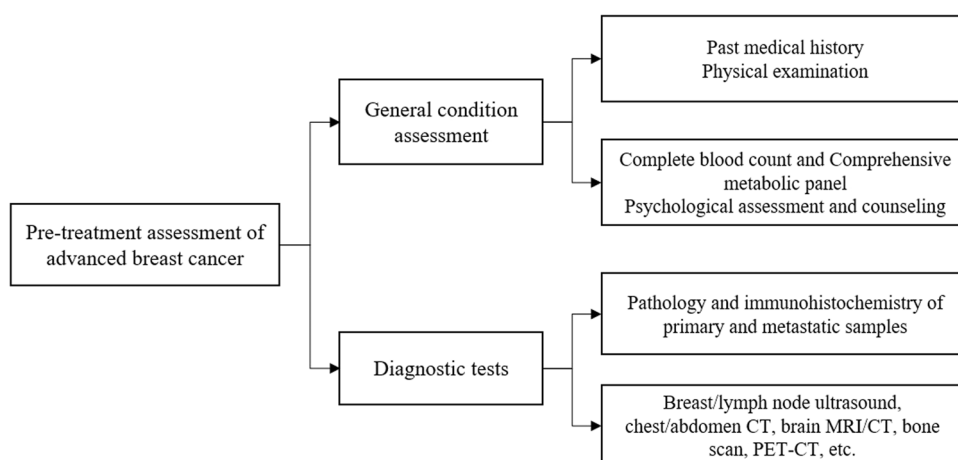 Pre-treatment assessment of
advanced breast cancer
General condition
assessment
Past medical history
Physical examination
Complete blood count and Comprehensive
metabolic panel
Psychological assessment and counseling
Diagnostic tests
Pathology and immunohistochemistry of
primary and metastatic samples
Breast/lymph node ultrasound,
chest/abdomen CT, brain MRI/CT, bone
scan, PET-CT, etc.